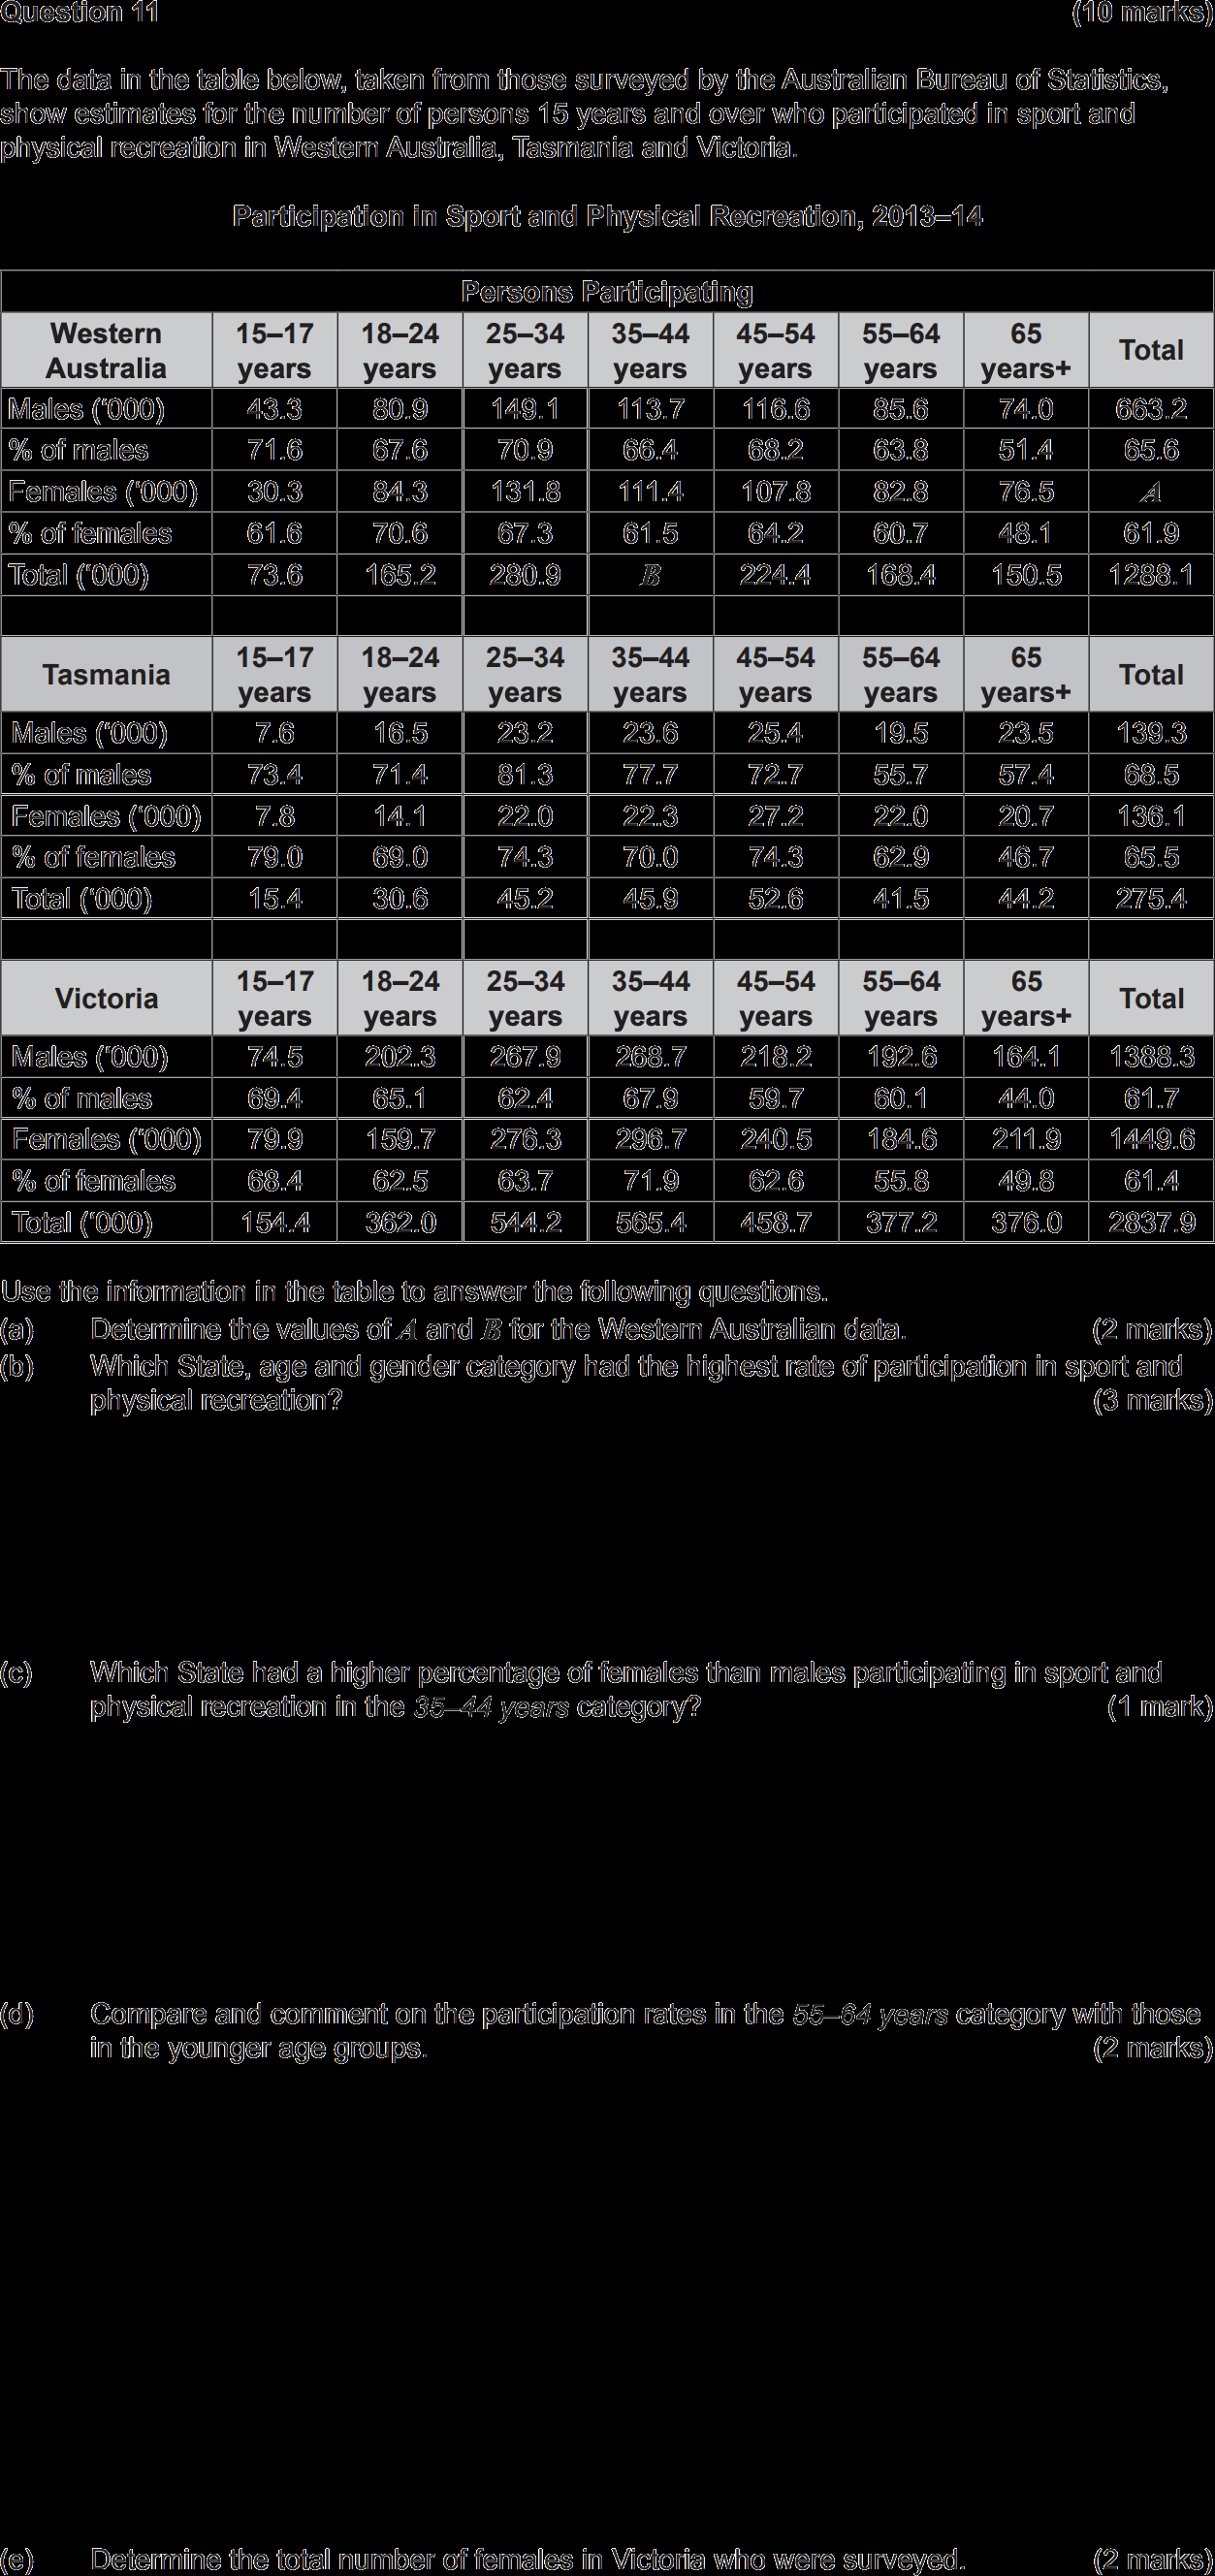 Question 11 (10 marks)
The data in the table below, taken from those surveyed by the Australian Bureau of Statistics,
show estimates for the number of persons 15 years and over who participated in sport and
physical recreation in Western Australia, Tasmania and Victoria.
Participation in Sport and Physical Recreation, 2013–14
Persons Participating
Western Australia 15–17 years 18–24 years 25–34 years 35–44 years 45–54 years 55–64 years 65 years+ Total
Males (‘000) 43.3 80.9 149.1 113.7 116.6 85.6 74.0 663.2
% of males 71.6 67.6 70.9 66.4 68.2 63.8 51.4 65.6
Females (‘000) 30.3 84.3 131.8 111.4 107.8 82.8 76.5 A
% of females 61.6 70.6 67.3 61.5 64.2 60.7 48.1 61.9
Total (‘000) 73.6 165.2 280.9 B 224.4 168.4 150.5 1288.1
Tasmania 15–17 years 18–24 years 25–34 years 35–44 years 45–54 years 55–64 years 65 years+ Total
Males (‘000) 7.6 16.5 23.2 23.6 25.4 19.5 23.5 139.3
% of males 73.4 71.4 81.3 77.7 72.7 55.7 57.4 68.5
Females (‘000) 7.8 14.1 22.0 22.3 27.2 22.0 20.7 136.1
% of females 79.0 69.0 74.3 70.0 74.3 62.9 46.7 65.5
Total (‘000) 15.4 30.6 45.2 45.9 52.6 41.5 44.2 275.4
Victoria 15–17 years 18–24 years 25–34 years 35–44 years 45–54 years 55–64 years 65 years+ Total
Males (‘000) 74.5 202.3 267.9 268.7 218.2 192.6 164.1 1388.3
% of males 69.4 65.1 62.4 67.9 59.7 60.1 44.0 61.7
Females (‘000) 79.9 159.7 276.3 296.7 240.5 184.6 211.9 1449.6
% of females 68.4 62.5 63.7 71.9 62.6 55.8 49.8 61.4
Total (‘000) 154.4 362.0 544.2 565.4 458.7 377.2 376.0 2837.9
Use the information in the table to answer the following questions.
(a) Determine the values of A and B for the Western Australian data. (2 marks)
(b) Which State, age and gender category had the highest rate of participation in sport and
physical recreation? (3 marks)
(c) Which State had a higher percentage of females than males participating in sport and
physical recreation in the 35–44 years category? (1 mark)
(d) Compare and comment on the participation rates in the 55–64 years category with those
in the younger age groups. (2 marks)
(e) Determine the total number of females in Victoria who were surveyed. (2 marks)